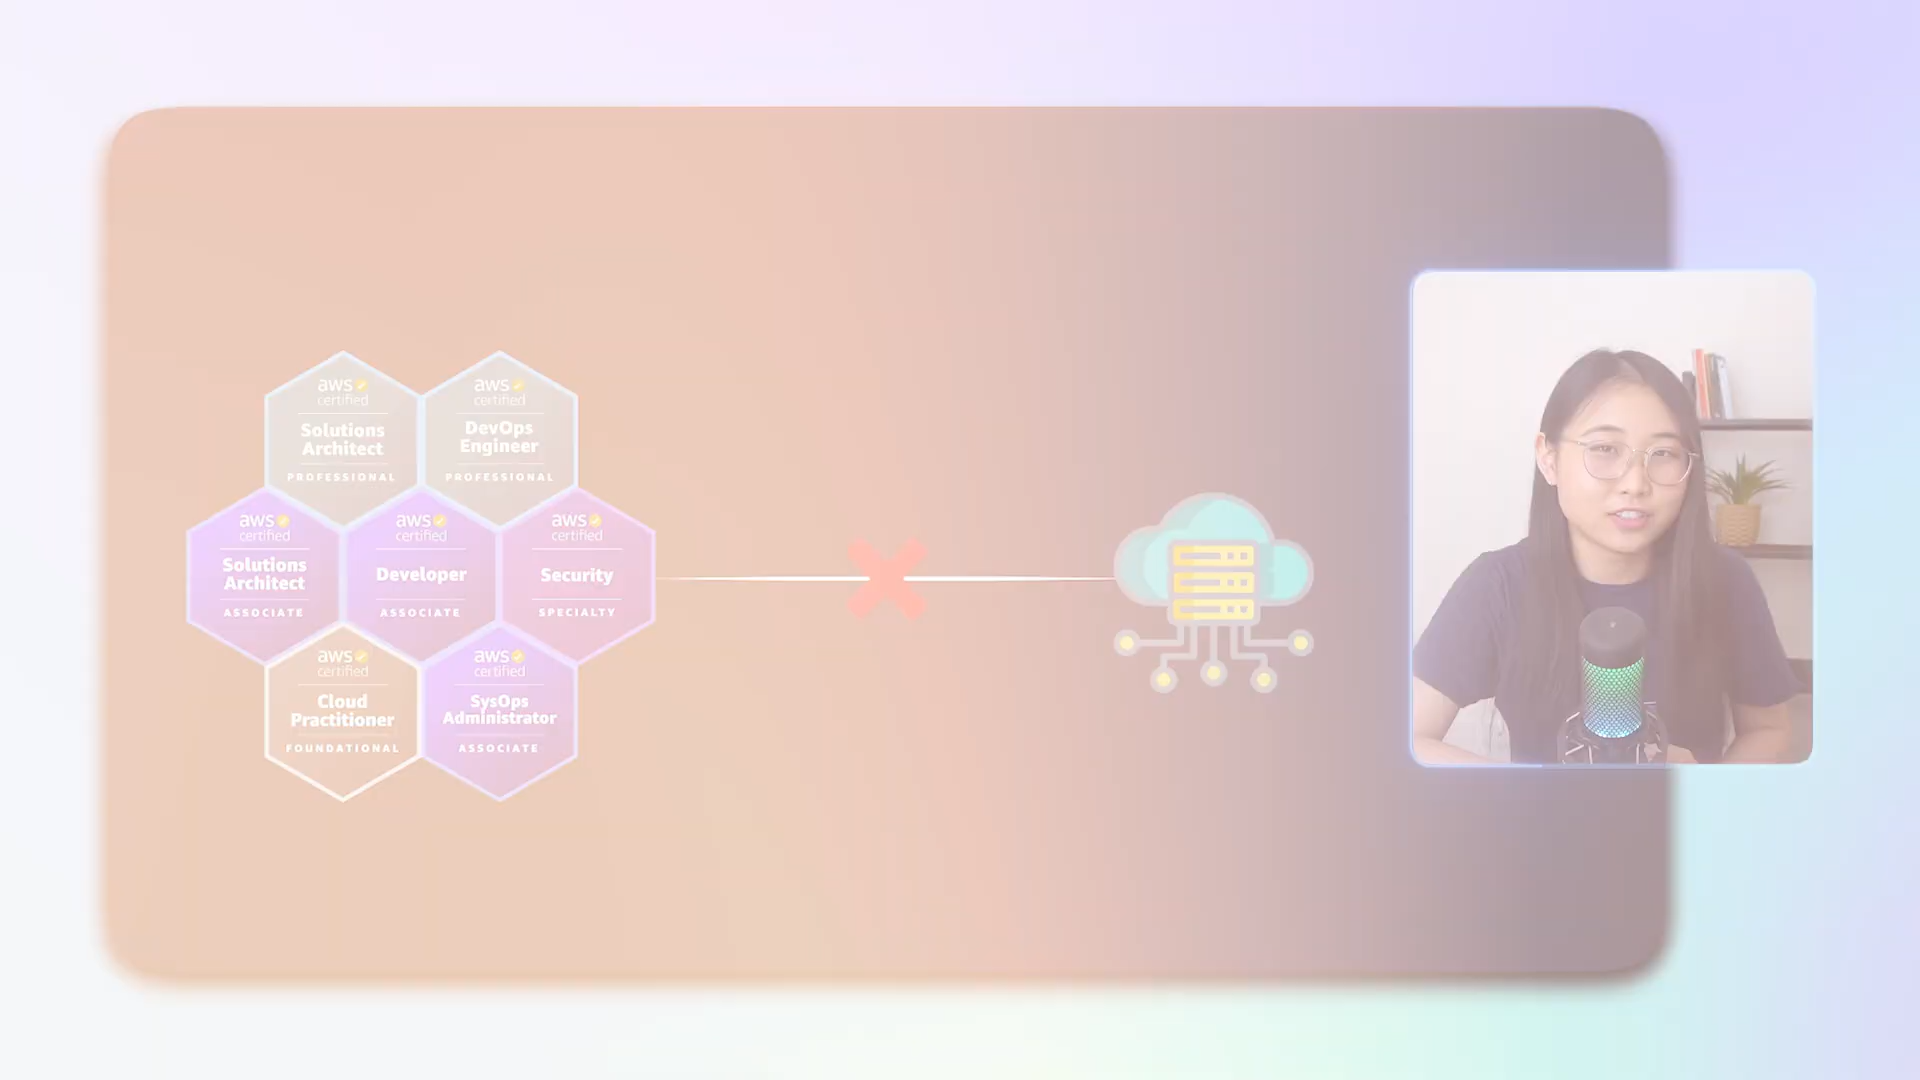 aws
certified
Solutions
Architect
PROFESSIONAL
aws
certified
DevOps
Engineer
PROFESSIONAL
aws
certified
Solutions
Architect
ASSOCIATE
aws
certified
Developer
ASSOCIATE
aws
certified
Security
SPECIALTY
aws
certified
Cloud
Practitioner
FOUNDATIONAL
aws
certified
SysOps
Administrator
ASSOCIATE